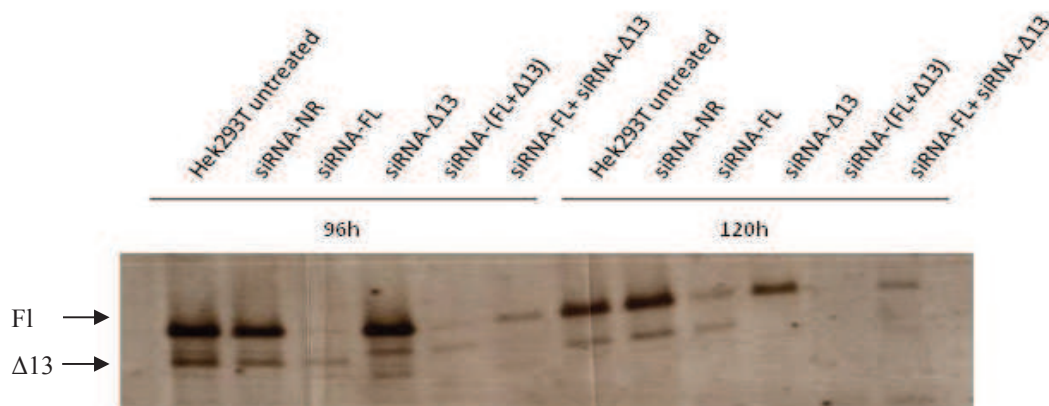 Hek293T untreated
siRNA-NR
siRNA-FL
siRNA-Δ13
siRNA-(FL+Δ13)
siRNA-FL+ siRNA-Δ13
Hek293T untreated
siRNA-NR
siRNA-FL
siRNA-Δ13
siRNA-(FL+Δ13)
siRNA-FL+ siRNA-Δ13
96h
120h
Fl
Δ13